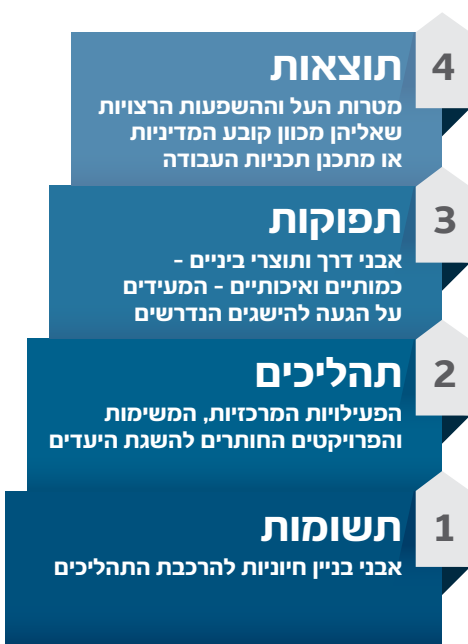 4
תוצאות
מטרות העל וההשפעות הרצויות
שאליהן מכוון קובע המדיניות
או מתכנן תכניות העבודה
3
תפוקות
אבני דרך ותוצרי ביניים -
כמותיים ואיכותיים - המעידים
על הגעה להישגים הנדרשים
2
תהליכים
הפעילויות המרכזיות, המשימות
והפרויקטים החותרים להשגת היעדים
1
תשומות
אבני בניין חיוניות להרכבת התהליכים